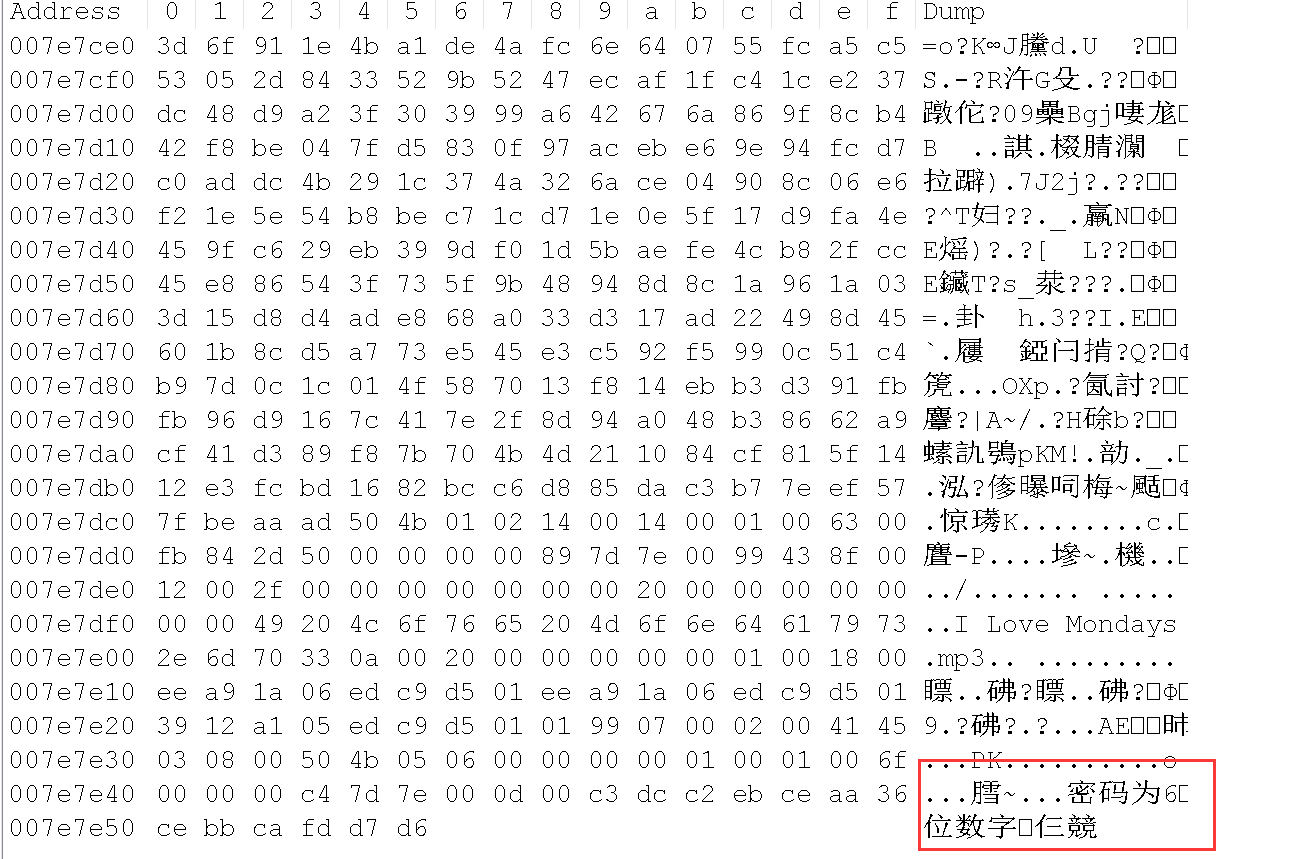 Address 0 1 2 3 4 5 6 7 8 9 a b c d e f Dump
007e7ce0 3d 6f 91 1e 4b a1 de 4a fc 6e 64 07 55 fc a5 c5 =o?K∞J騰d.U ?□□
007e7cf0 53 05 2d 84 33 52 9b 52 47 ec af 1f c4 1c e2 37 S.-?R汻G殳.??□Φ□
007e7d00 dc 48 d9 a2 3f 30 39 99 a6 42 67 6a 86 9f 8c b4 躈佗?09櫐Bgj嘍尨□
007e7d10 42 f8 be 04 7f d5 83 0f 97 ac eb e6 9e 94 fc d7 B ..諆.棳腈灁 □
007e7d20 c0 ad dc 4b 29 1c 37 4a 32 6a ce 04 90 8c 06 e6 拉躃).7J2j?.??□□
007e7d30 f2 1e 5e 54 b8 be c7 1c d7 1e 0e 5f 17 d9 fa 4e ?^T妇??._.羸N□Φ□
007e7d40 45 9f c6 29 eb 39 9d f0 1d 5b ae fe 4c b8 2f cc E熎)?.?[ L??□Φ□
007e7d50 45 e8 86 54 3f 73 5f 9b 48 94 8d 8c 1a 96 1a 03 E鑶T?s_汬???.□Φ□
007e7d60 3d 15 d8 d4 ad e8 68 a0 33 d3 17 ad 22 49 8d 45 =.卦 h.3??I.E□□
007e7d70 60 1b 8c d5 a7 73 e5 45 e3 c5 92 f5 99 0c 51 c4 `.屨 錏闩掯?Q?□Φ
007e7d80 b9 7d 0c 1c 01 4f 58 70 13 f8 14 eb b3 d3 91 fb 箎...OXp.?氤討?□□
007e7d90 fb 96 d9 16 7c 41 7e 2f 8d 94 a0 48 b3 86 62 a9 麞?|A~/.?H硢b?□□
007e7da0 cf 41 d3 89 f8 7b 70 4b 4d 21 10 84 cf 81 5f 14 螦訅鴞pKM!.勏._.□
007e7db0 12 e3 fc bd 16 82 bc c6 d8 85 da c3 b7 7e ef 57 .泓?偧曝呞梅~颳□Φ
007e7dc0 7f be aa ad 50 4b 01 02 14 00 14 00 01 00 63 00 .惊璓K........c.□
007e7dd0 fb 84 2d 50 00 00 00 00 89 7d 7e 00 99 43 8f 00 麆-P....墋~.機..□
007e7de0 12 00 2f 00 00 00 00 00 00 00 20 00 00 00 00 00 ../....... .....
007e7df0 00 00 49 20 4c 6f 76 65 20 4d 6f 6e 64 61 79 73 ..I Love Mondays
007e7e00 2e 6d 70 33 0a 00 20 00 00 00 00 00 01 00 18 00 .mp3.. .........
007e7e10 ee a9 1a 06 ed c9 d5 01 ee a9 1a 06 ed c9 d5 01 瞟..砩?瞟..砩?□Φ□
007e7e20 39 12 a1 05 ed c9 d5 01 01 99 07 00 02 00 41 45 9.?砩?.?...AE□□时
007e7e30 03 08 00 50 4b 05 06 00 00 00 00 01 00 01 00 6f ...PK..........o
007e7e40 00 00 00 c4 7d 7e 00 0d 00 c3 dc c2 eb ce aa 36 ...膤~...密码为6□
007e7e50 ce bb ca fd d7 d6 位数字□仨競